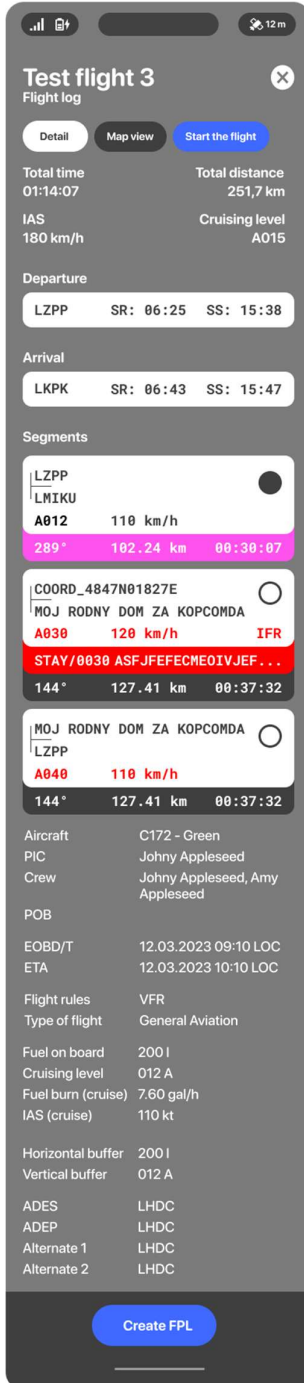 12 m
Test flight 3
Flight log
Detail Map view Start the flight
Total time Total distance
01:14:07 251,7 km
IAS Cruising level
180 km/h A015
Departure
LZPP SR: 06:25 SS: 15:38
Arrival
LKPK SR: 06:43 SS: 15:47
Segments
LZPP
LMIKU
A012 110 km/h
289° 102.24 km 00:30:07
COORD_4847N01827E
MOJ RODNY DOM ZA KOPCOMDA
A030 120 km/h IFR
STAY/0030 ASFJFEFECMEOIVJEF...
144° 127.41 km 00:37:32
MOJ RODNY DOM ZA KOPCOMDA
LZPP
A040 110 km/h
144° 127.41 km 00:37:32
Aircraft C172 - Green
PIC Johny Appleseed
Crew Johny Appleseed, Amy
Appleseed
POB
EOBD/T 12.03.2023 09:10 LOC
ETA 12.03.2023 10:10 LOC
Flight rules VFR
Type of flight General Aviation
Fuel on board 200 l
Cruising level 012 A
Fuel burn (cruise) 7.60 gal/h
IAS (cruise) 110 kt
Horizontal buffer 200 l
Vertical buffer 012 A
ADES LHDC
ADEP LHDC
Alternate 1 LHDC
Alternate 2 LHDC
Create FPL